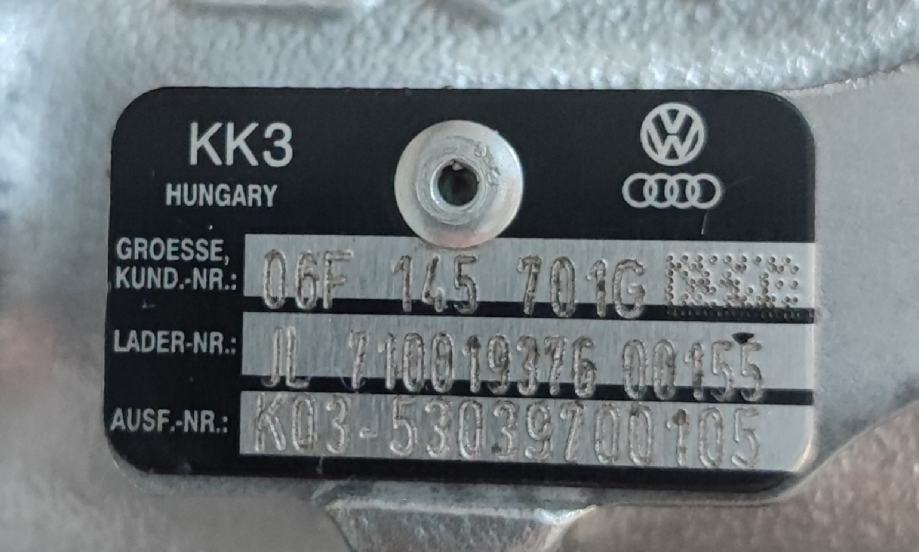 KK3
HUNGARY
GROESSE,
KUND.-NR.: 06F 145 701G
LADER-NR.: JL 710019376 00155
AUSF.-NR.: K03-53039700105